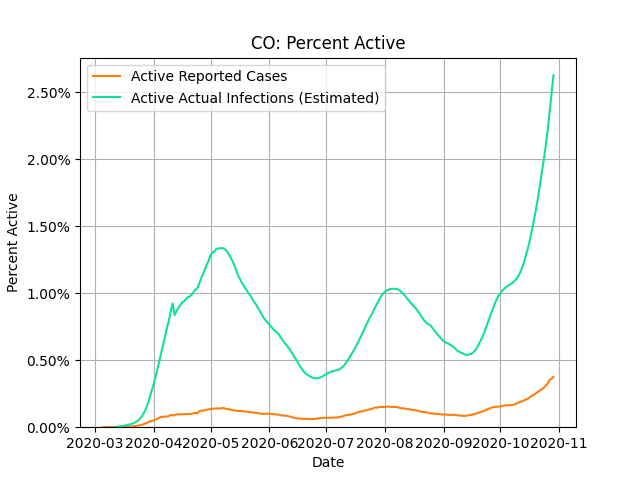 CO: Percent Active
Active Reported Cases
Active Actual Infections (Estimated)
Percent Active
2.50%
2.00%
1.50%
1.00%
0.50%
0.00%
2020-03 2020-04 2020-05 2020-06 2020-07 2020-08 2020-09 2020-10 2020-11
Date